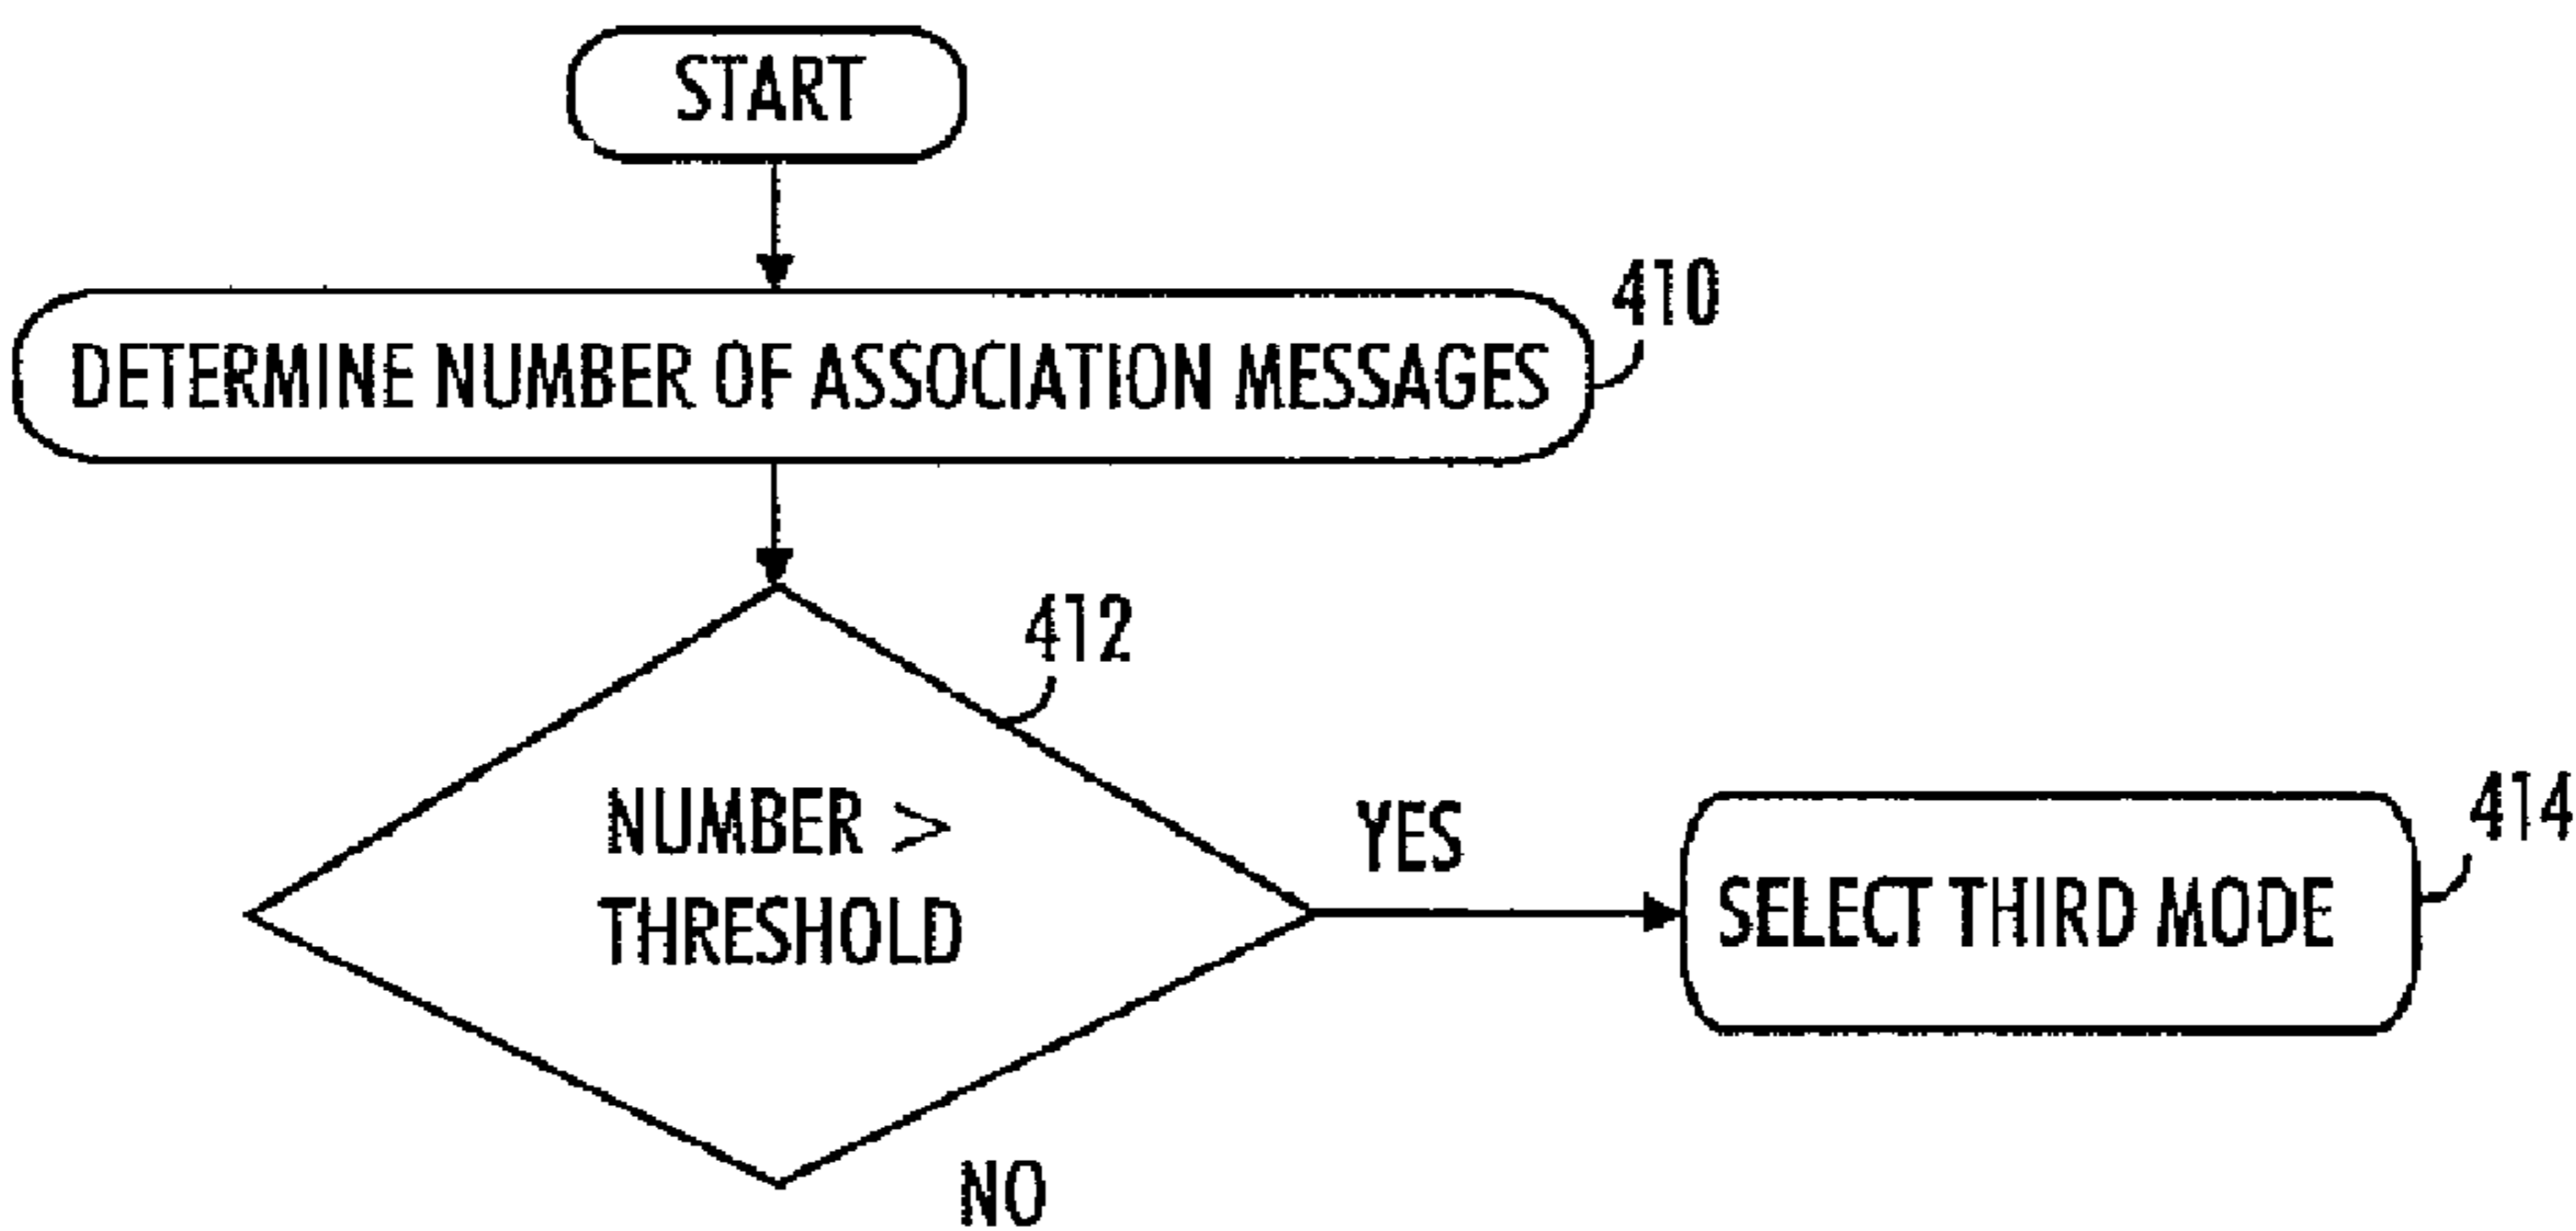 START
410
DETERMINE NUMBER OF ASSOCIATION MESSAGES
412
NUMBER >
THRESHOLD
YES
414
SELECT THIRD MODE
NO